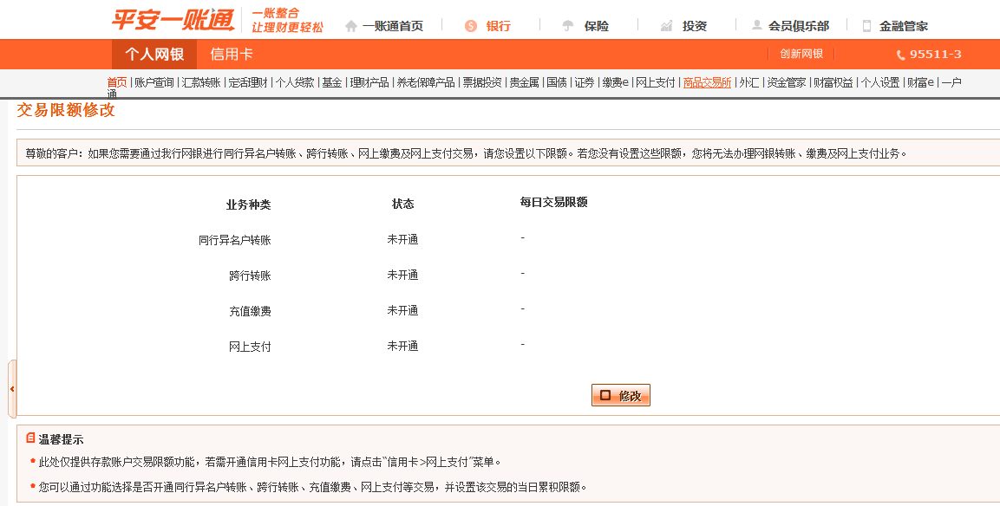 平安一账通
一账整合
让理财更轻松
一账通首页 银行 保险 投资 会员俱乐部 金融管家
个人网银 信用卡 创新网银 95511-3
首页|账户查询|汇款转账|定活理财|个人贷款|基金|理财产品|养老保障产品|票据投资|贵金属|国债|证券|缴费e|网上支付|商品交易所|外汇|资金管家|财富权益|个人设置|财富e|一户
通
交易限额修改
尊敬的客户：如果您需要通过我行网银进行同行异名户转账、跨行转账、网上缴费及网上支付交易，请您设置以下限额。若您没有设置这些限额，您将无法办理网银转账、缴费及网上支付业务。
业务种类 状态 每日交易限额
同行异名户转账 未开通 -
跨行转账 未开通 -
充值缴费 未开通 -
网上支付 未开通 -
修改
温馨提示
此处仅提供存款账户交易限额功能，若需开通信用卡网上支付功能，请点击“信用卡>网上支付”菜单。
您可以通过功能选择是否开通同行异名户转账、跨行转账、充值缴费、网上支付等交易，并设置该交易的当日累积限额。